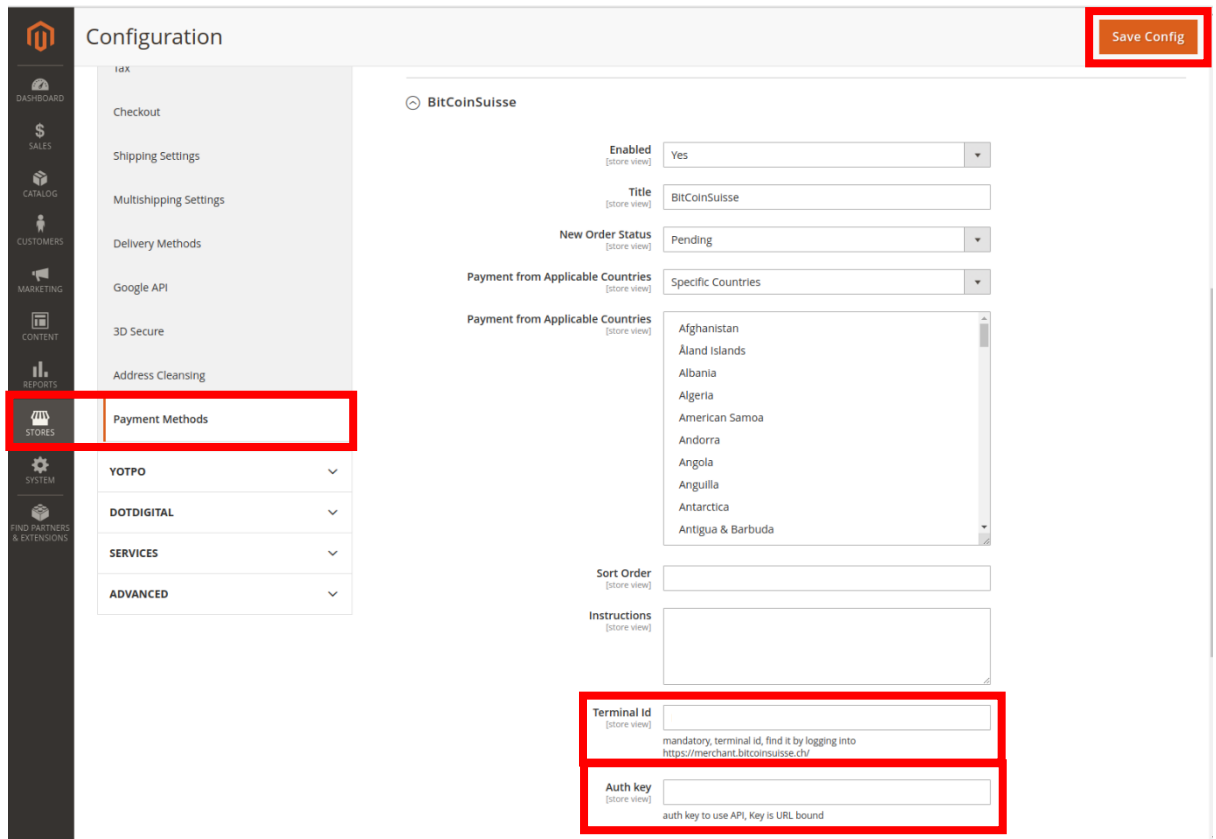 Configuration
Save Config
DASHBOARD
$
SALES
CATALOG
CUSTOMERS
MARKETING
CONTENT
REPORTS
STORES
SYSTEM
FIND PARTNERS
& EXTENSIONS
Tax
Checkout
Shipping Settings
Multishipping Settings
Delivery Methods
Google API
3D Secure
Address Cleansing
Payment Methods
YOTPO
DOTDIGITAL
SERVICES
ADVANCED
BitCoinSuisse
Enabled
[store view]
Yes
Title
[store view]
BitCoinSuisse
New Order Status
[store view]
Pending
Payment from Applicable Countries
[store view]
Specific Countries
Payment from Applicable Countries
[store view]
Afghanistan
Åland Islands
Albania
Algeria
American Samoa
Andorra
Angola
Anguilla
Antarctica
Antigua & Barbuda
Sort Order
[store view]
Instructions
[store view]
Terminal Id
[store view]
mandatory, terminal id, find it by logging into
https://merchant.bitcoinsuisse.ch/
Auth key
[store view]
auth key to use API, Key is URL bound